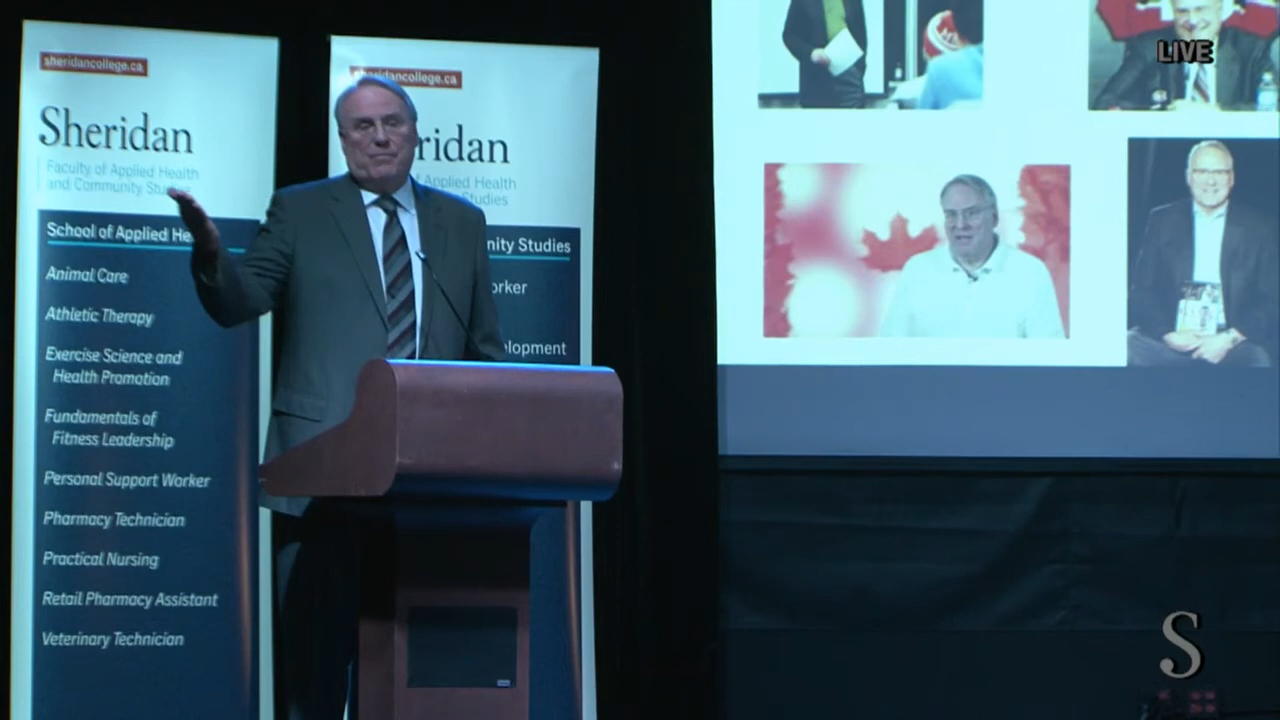 sheridancollege.ca
Sheridan
Faculty of Applied Health
and Community Studies
School of Applied He
Animal Care
Athletic Therapy
Exercise Science and
Health Promotion
Fundamentals of
Fitness Leadership
Personal Support Worker
Pharmacy Technician
Practical Nursing
Retail Pharmacy Assistant
Veterinary Technician
sheridancollege.ca
ridan
Applied Health
Studies
nity Studies
orker
elopment
LIVE
S